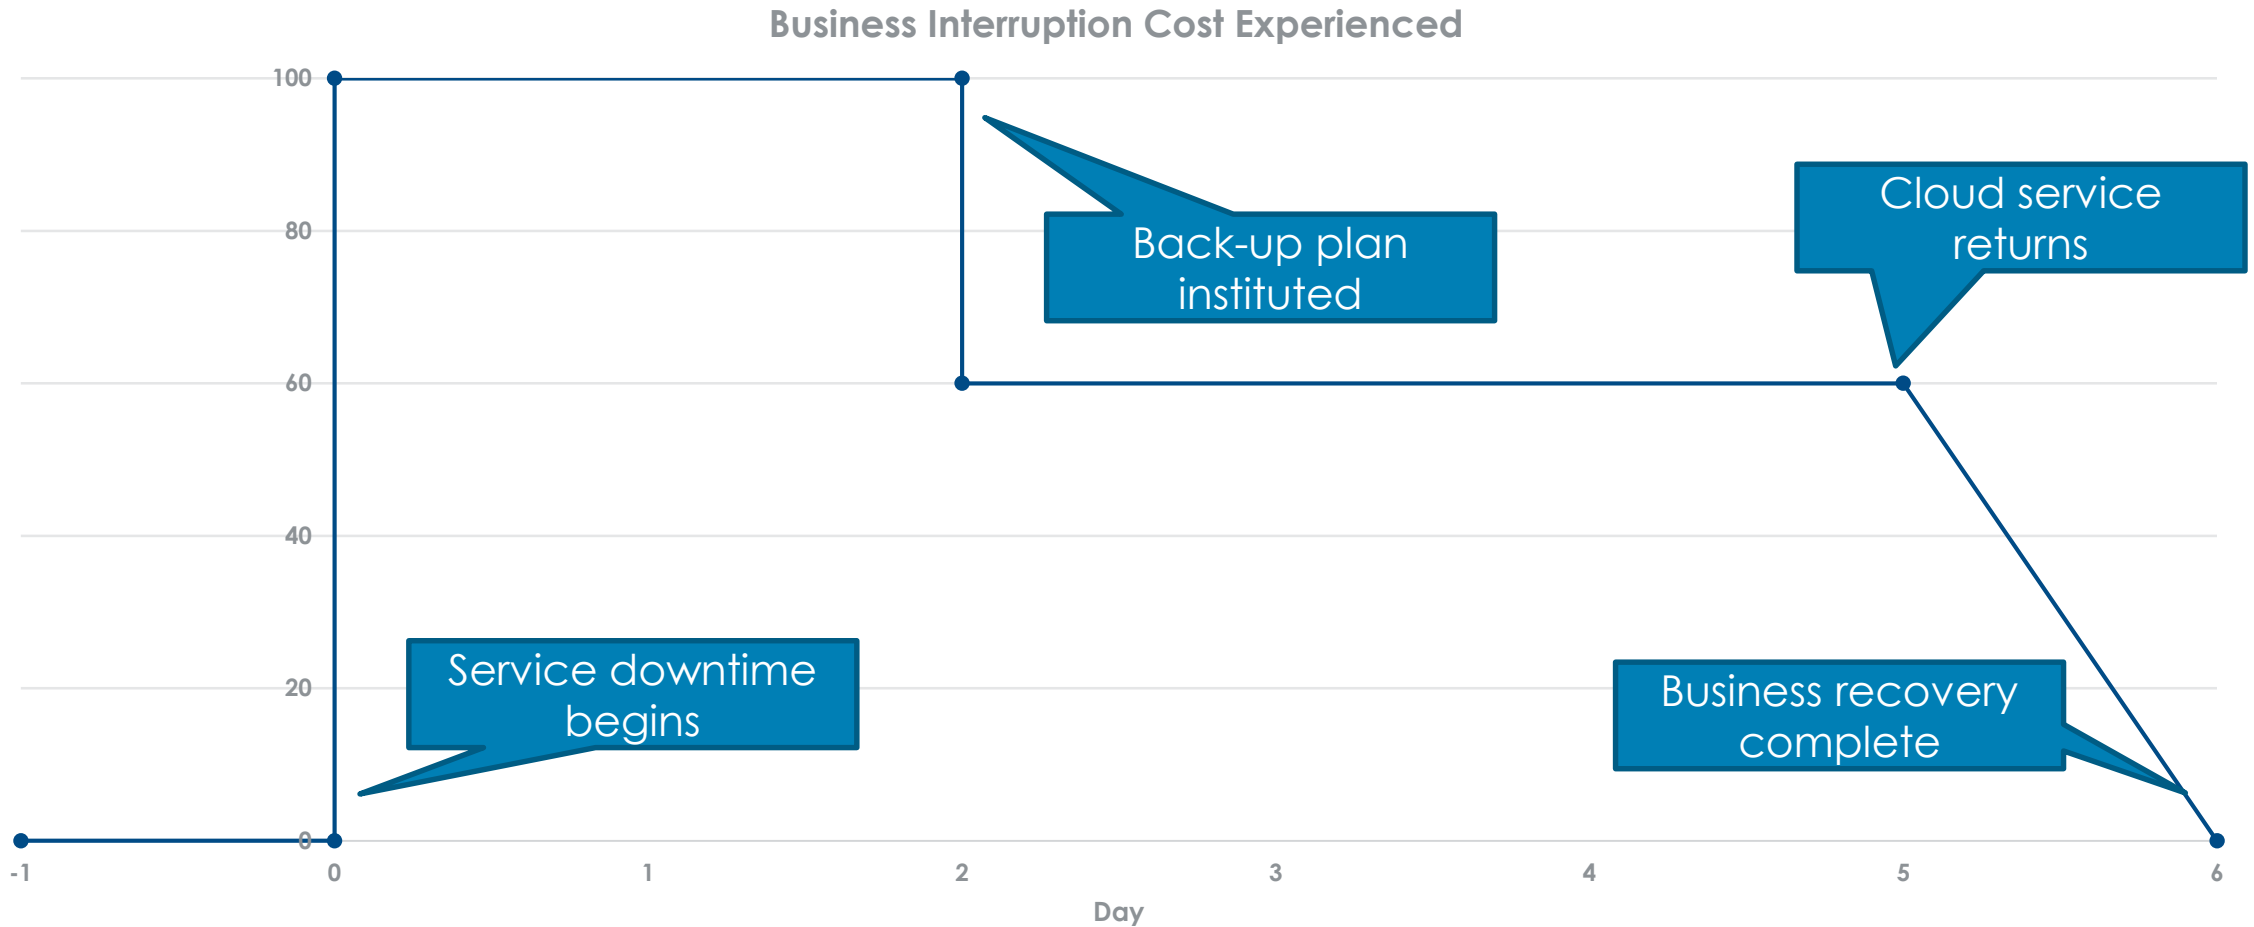 Business Interruption Cost Experienced
100
80
60
40
20
0
Back-up plan
instituted
Cloud service
returns
Service downtime
begins
Business recovery
complete
-1 0 1 2 3 4 5 6
Day